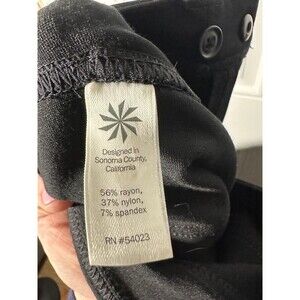 Designed in
Sonoma County,
California
56% rayon,
37% nylon,
7% spandex
RN #54023